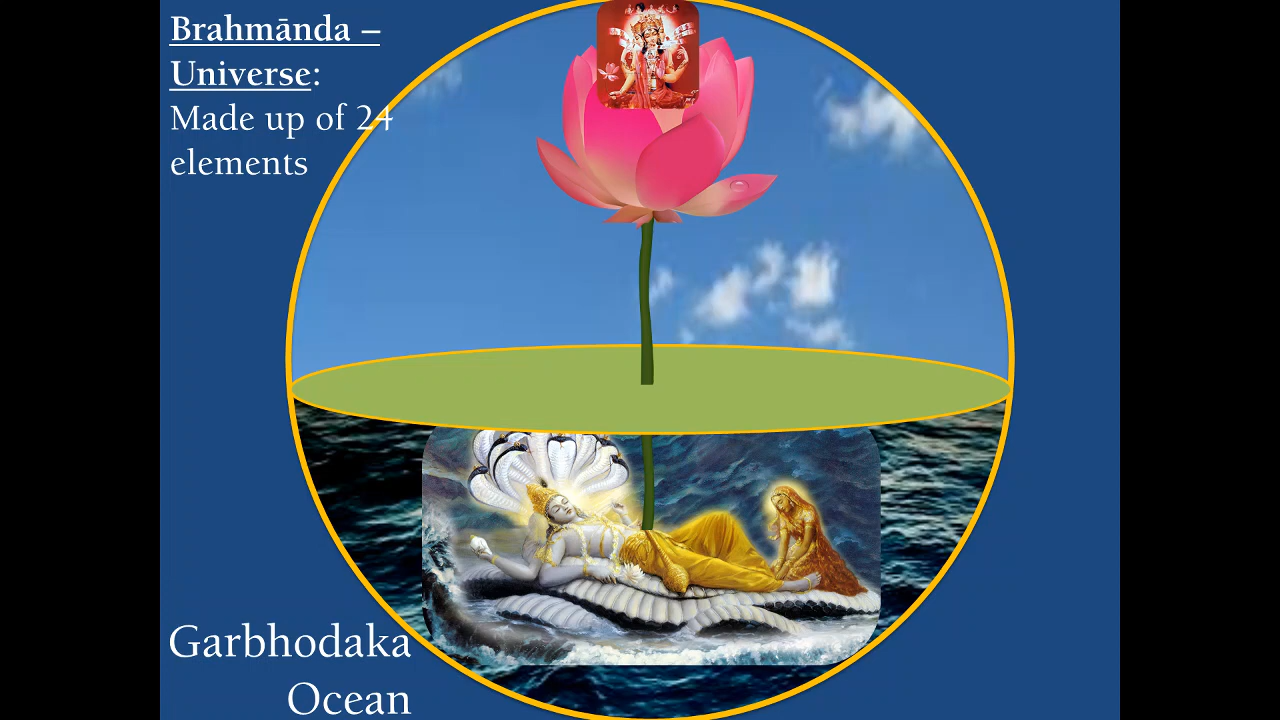 Brahmānda –
Universe:
Made up of 24
elements
Garbhodaka
Ocean